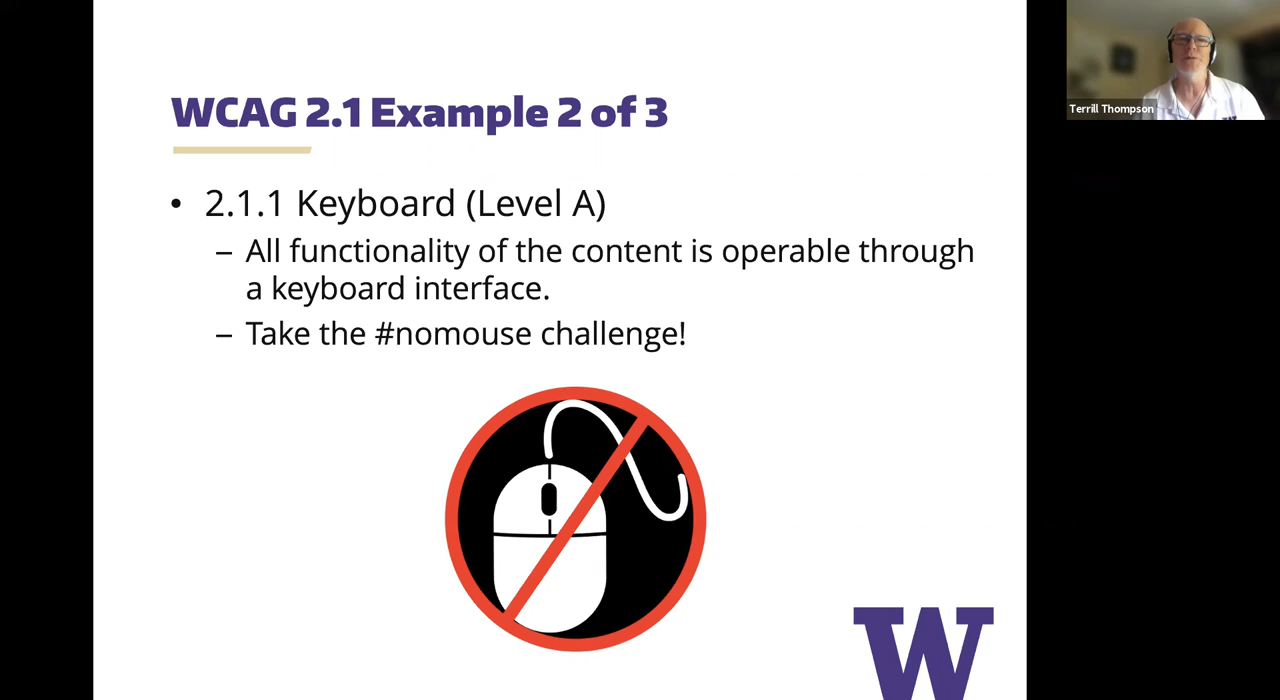 WCAG 2.1 Example 2 of 3
• 2.1.1 Keyboard (Level A)
– All functionality of the content is operable through
a keyboard interface.
– Take the #nomouse challenge!
W
Terrill Thompson